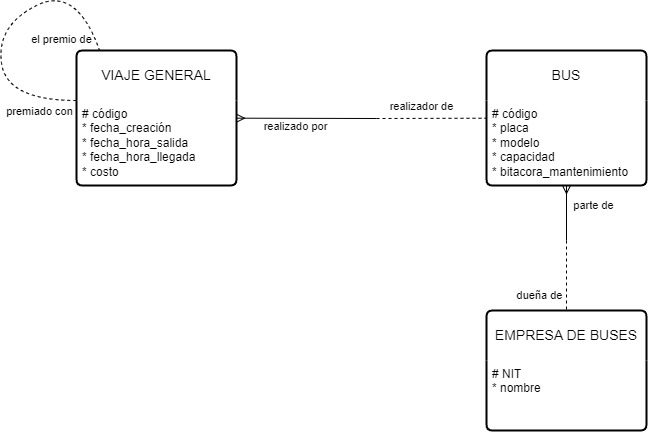 el premio de
premiado con
VIAJE GENERAL
# código
* fecha_creación
* fecha_hora_salida
* fecha_hora_llegada
* costo
realizado por
realizador de
BUS
# código
* placa
* modelo
* capacidad
* bitacora_mantenimiento
parte de
dueña de
EMPRESA DE BUSES
# NIT
* nombre